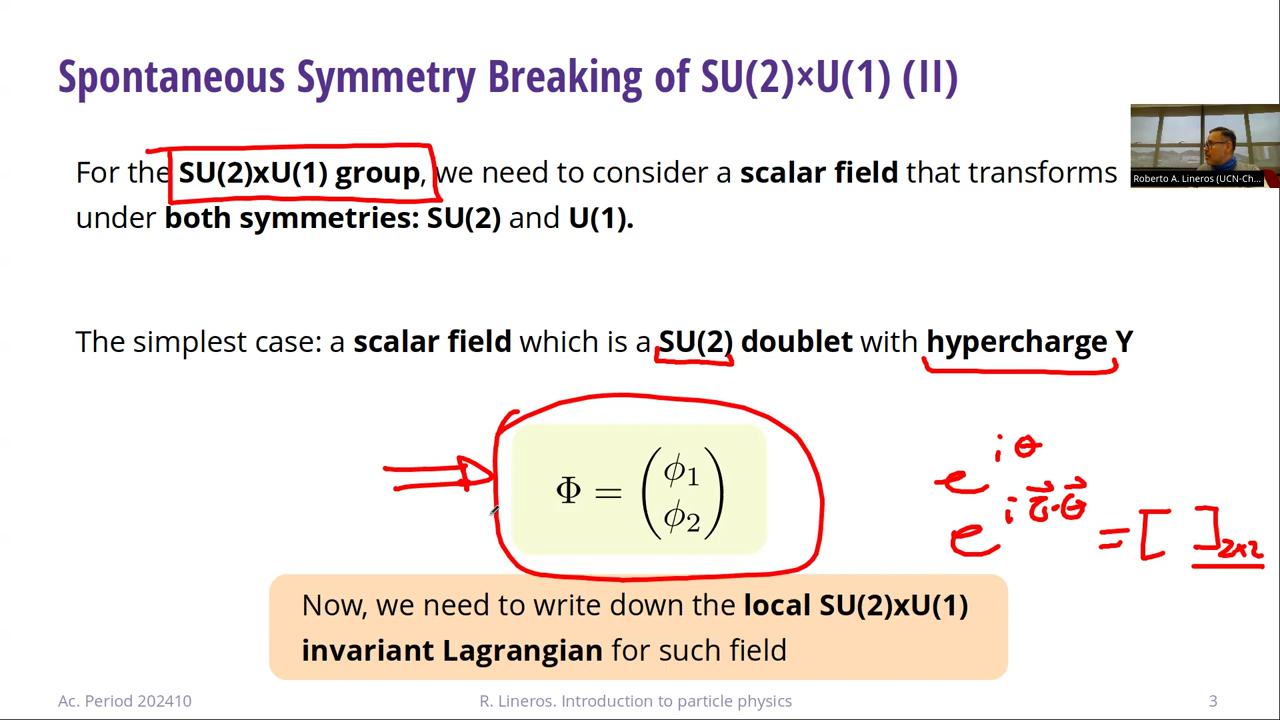 Spontaneous Symmetry Breaking of SU(2)×U(1) (II)
For the SU(2)xU(1) group, we need to consider a scalar field that transforms
under both symmetries: SU(2) and U(1).
Roberto A. Lineros (UCN-Ch...
The simplest case: a scalar field which is a SU(2) doublet with hypercharge Y
Φ = (ϕ1
ϕ2)
e^{iθ}
e^{i τ⃗·θ⃗} = [ ]2x2
Now, we need to write down the local SU(2)xU(1)
invariant Lagrangian for such field
Ac. Period 202410
R. Lineros. Introduction to particle physics
3